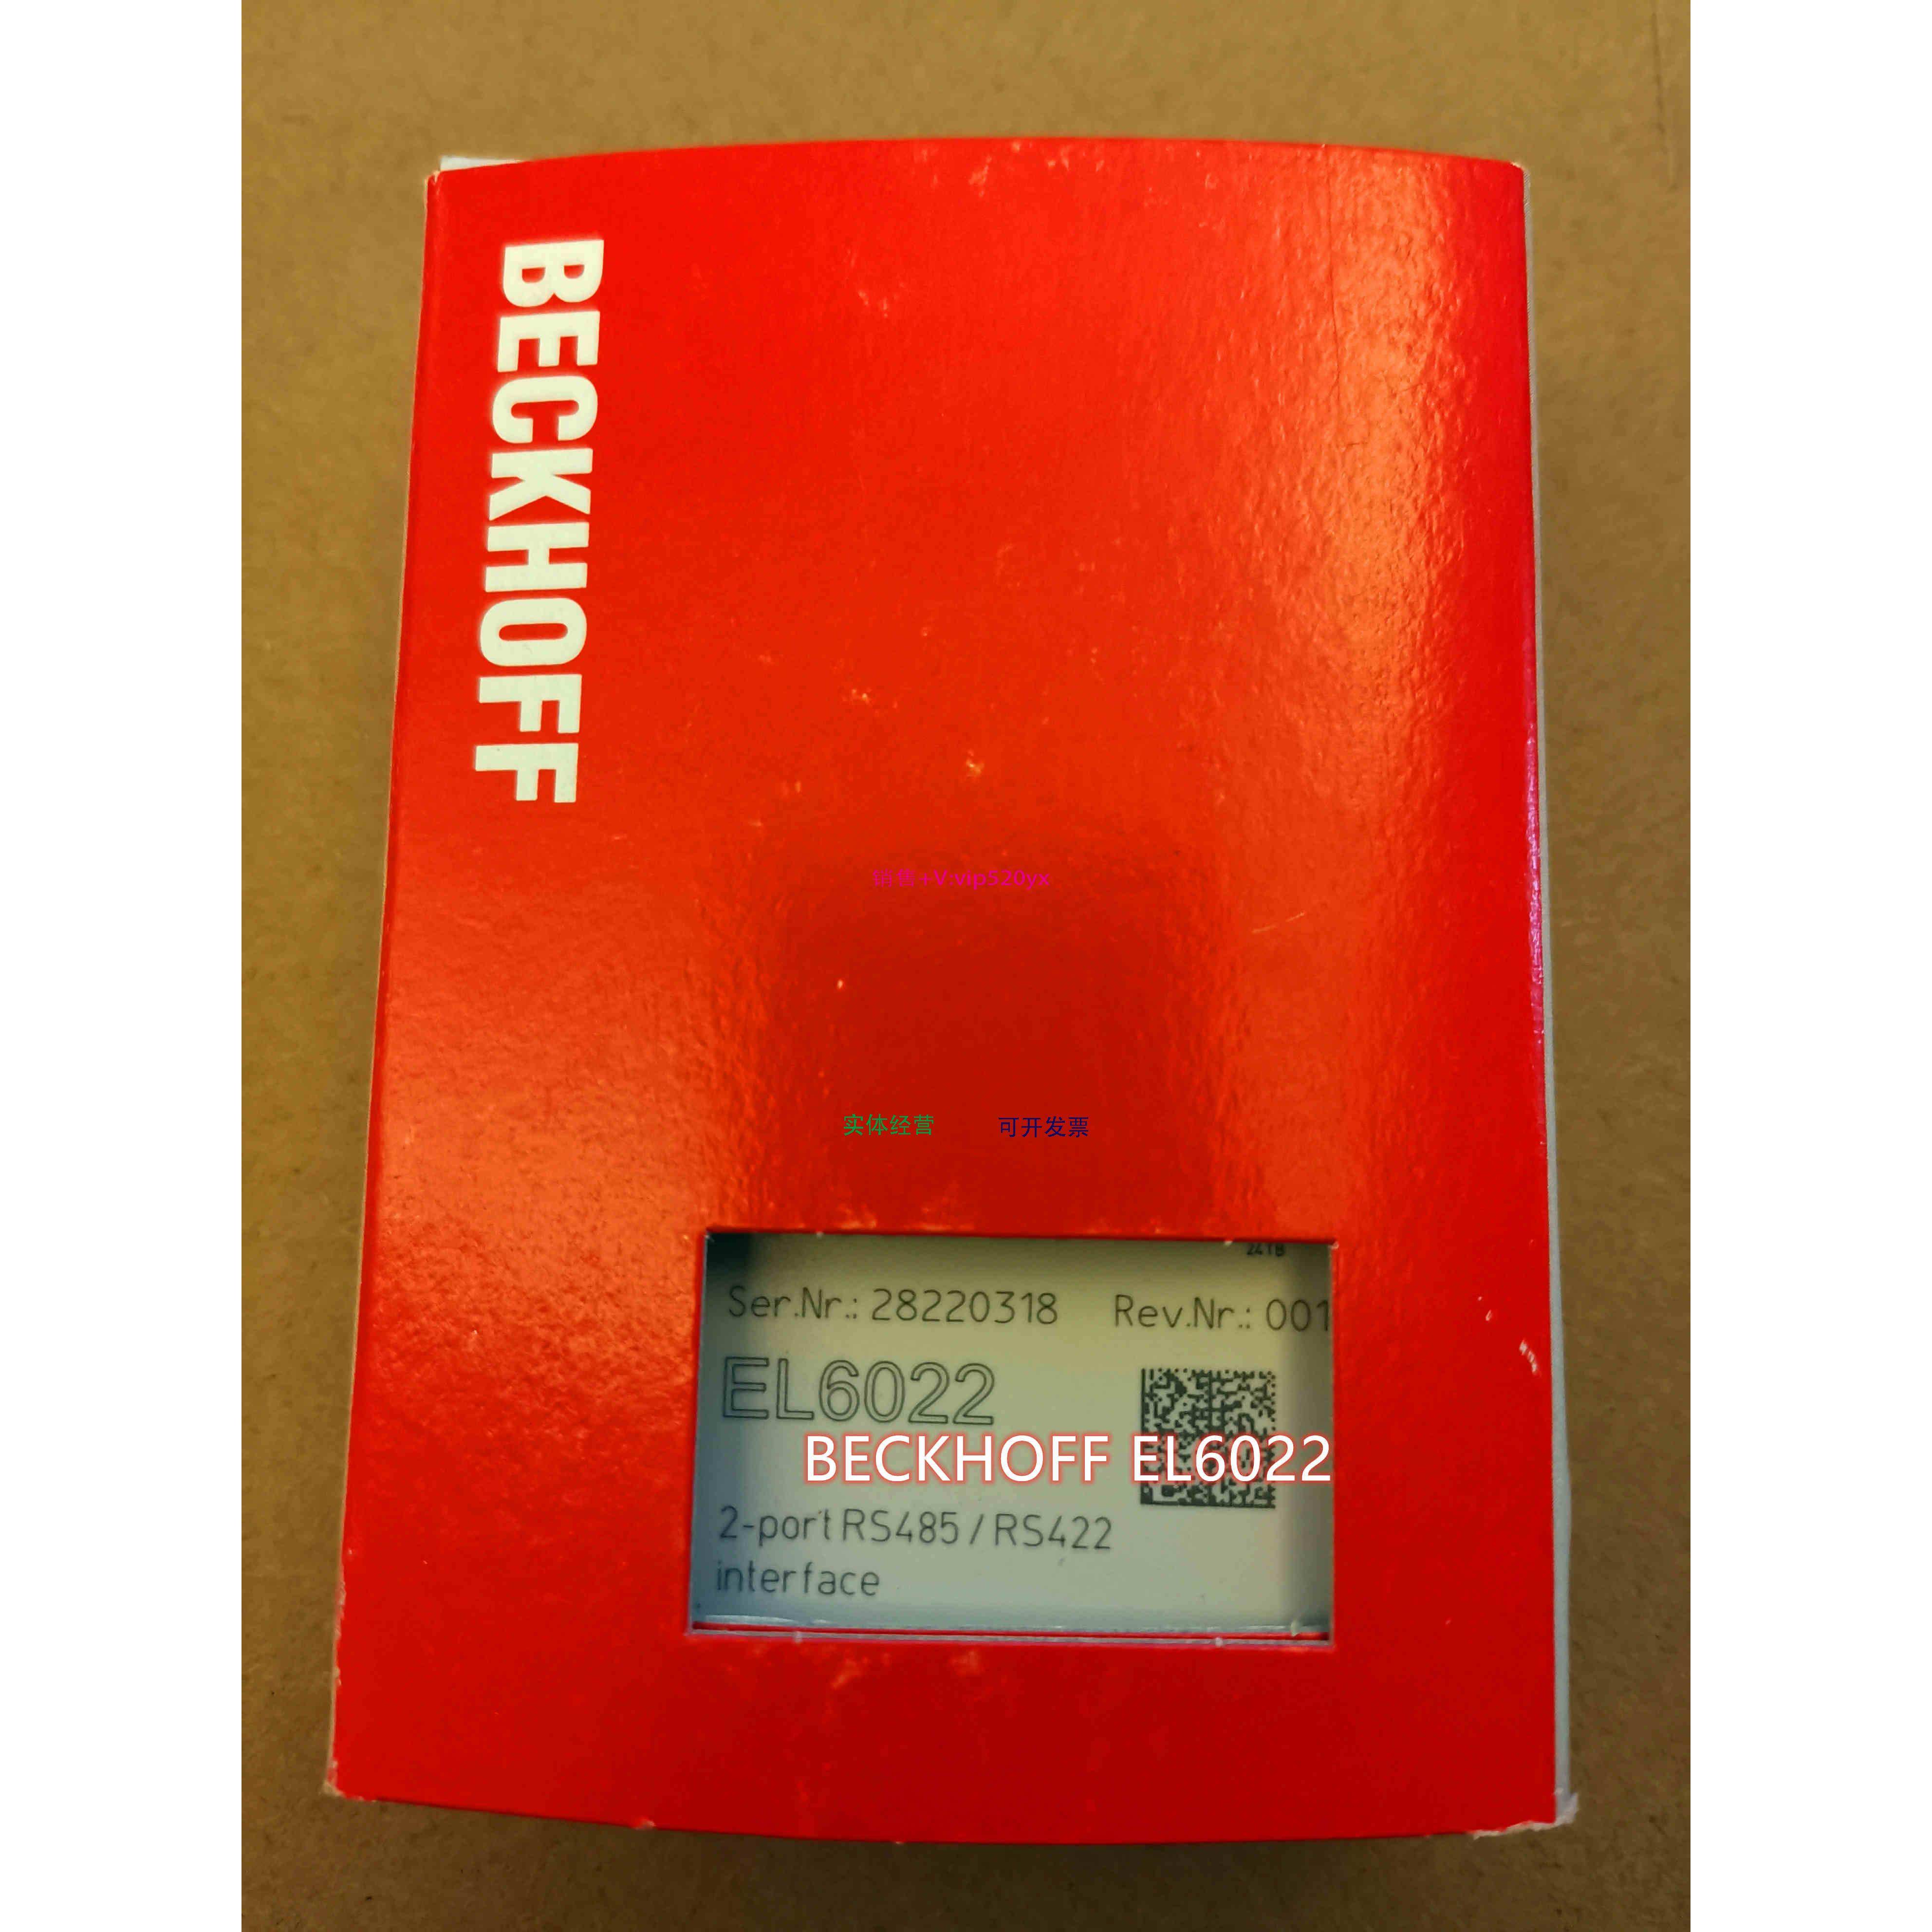 BECKHOFF
销售+V:vip520yx
实体经营 可开发票
24TB
Ser.Nr.: 28220318 Rev.Nr.: 001
EL6022
BECKHOFF EL6022
2-port RS485 / RS422
interface